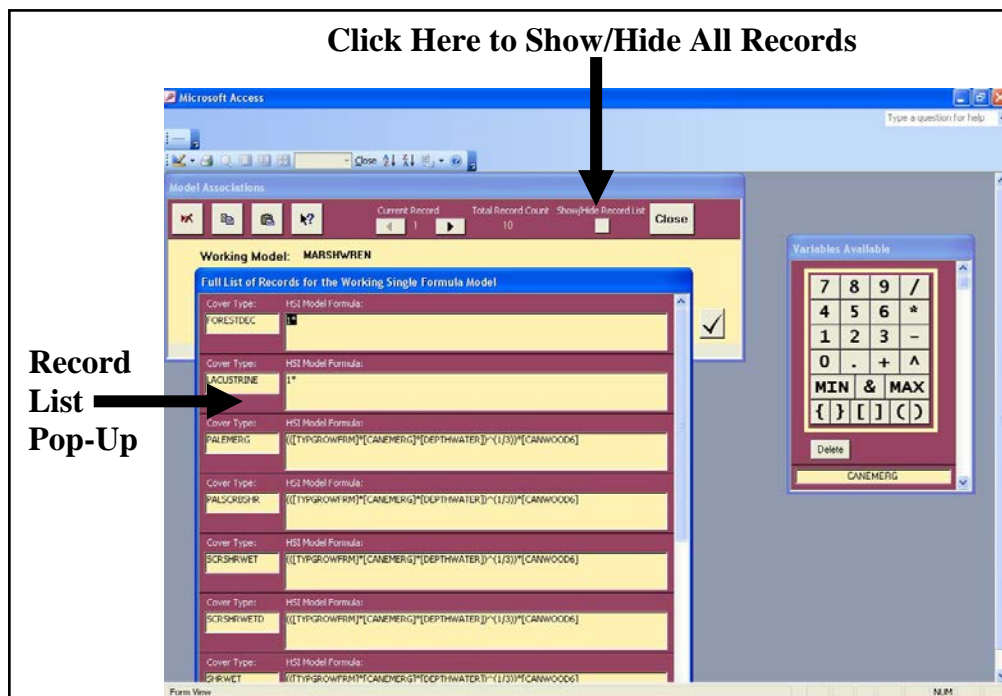 Click Here to Show/Hide All Records
Microsoft Access
Type a question for help
Close
Model Associations
Current Record
Total Record Count
Show/Hide Record List
1
10
Close
Working Model: MARSHWREN
Full List of Records for the Working Single Formula Model
Cover Type: HSI Model Formula:
FORESTDEC 1*
Cover Type: HSI Model Formula:
LACUSTRINE 1*
Cover Type: HSI Model Formula:
PALEMERG (([TYPGROWFRM]*[CANEMERG]*[DEPTHWATER])^(1/3))*[CANWOOD6]
Cover Type: HSI Model Formula:
PALSCRBSHR (([TYPGROWFRM]*[CANEMERG]*[DEPTHWATER])^(1/3))*[CANWOOD6]
Cover Type: HSI Model Formula:
SCRSHRWET (([TYPGROWFRM]*[CANEMERG]*[DEPTHWATER])^(1/3))*[CANWOOD6]
Cover Type: HSI Model Formula:
SCRSHRWETD (([TYPGROWFRM]*[CANEMERG]*[DEPTHWATER])^(1/3))*[CANWOOD6]
Cover Type: HSI Model Formula:
SHRWET (([TYPGROWFRM]*[CANEMERG]*[DEPTHWATER])^(1/3))*[CANWOOD6]
Record
List
Pop-Up
Variables Available
7 8 9 /
4 5 6 *
1 2 3 -
0 . + ^
MIN & MAX
{ } [ ] ( )
Delete
CANEMERG
Form View
NUM